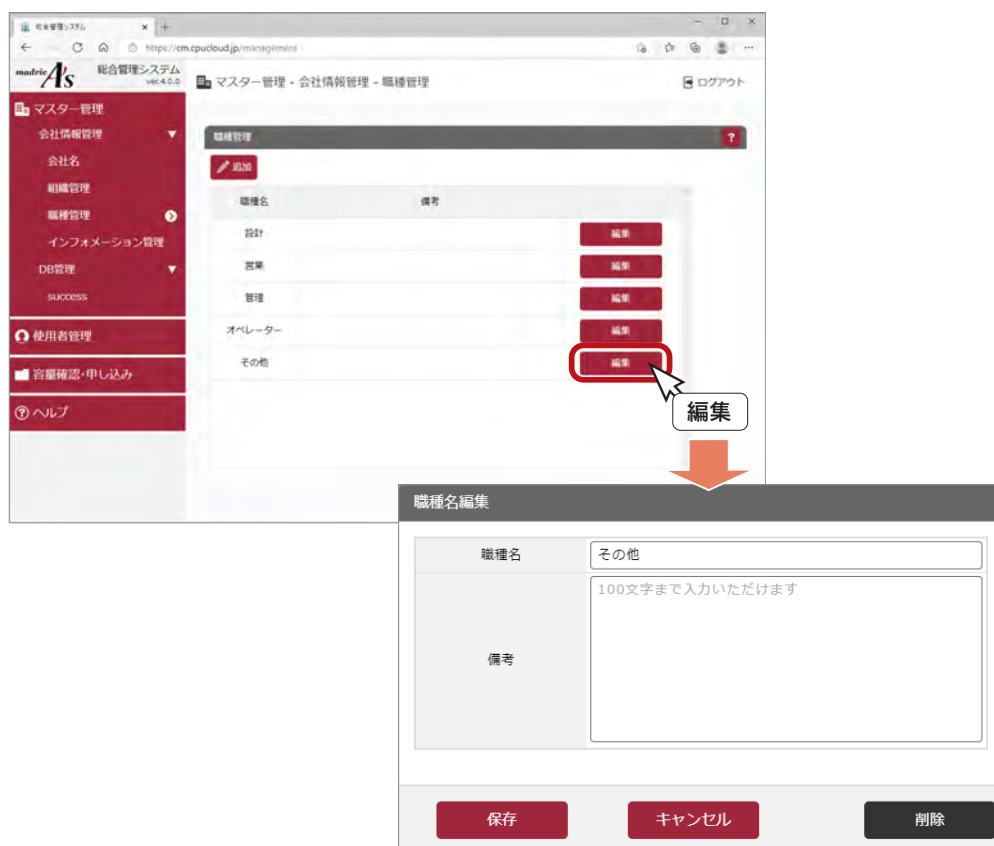 総合管理システム
https://cm.cpucloud.jp/management
madric A's
総合管理システム
ver.4.0.0
マスター管理 - 会社情報管理 - 職種管理
ログアウト
マスター管理
会社情報管理 ▼
会社名
組織管理
職種管理
インフォメーション管理
DB管理 ▼
success
使用者管理
容量確認・申し込み
ヘルプ
職種管理
?
追加
職種名 備考
設計 編集
営業 編集
管理 編集
オペレーター 編集
その他 編集
編集
職種名編集
職種名 その他
備考 100文字まで入力いただけます
保存 キャンセル 削除